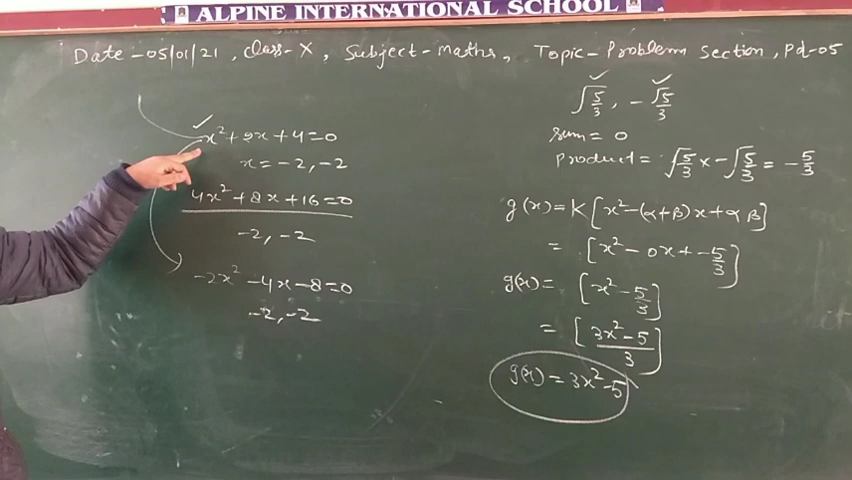 ALPINE INTERNATIONAL SCHOOL
Date - 05/01/21, Class - X, Subject - Maths, Topic - Problem Section, Pd-05
x² + 2x + 4 = 0
x = -2, -2
4x² + 8x + 16 = 0
-2, -2
-2x² - 4x - 8 = 0
-2, -2
√5/3, -√5/3
Sum = 0
Product = √5/3 x -√5/3 = -5/3
g(x) = K[x² - (α+β)x + αβ]
= [x² - 0x + -5/3]
g(x) = [x² - 5/3]
= [3x² - 5/3]
g(x) = 3x² - 5